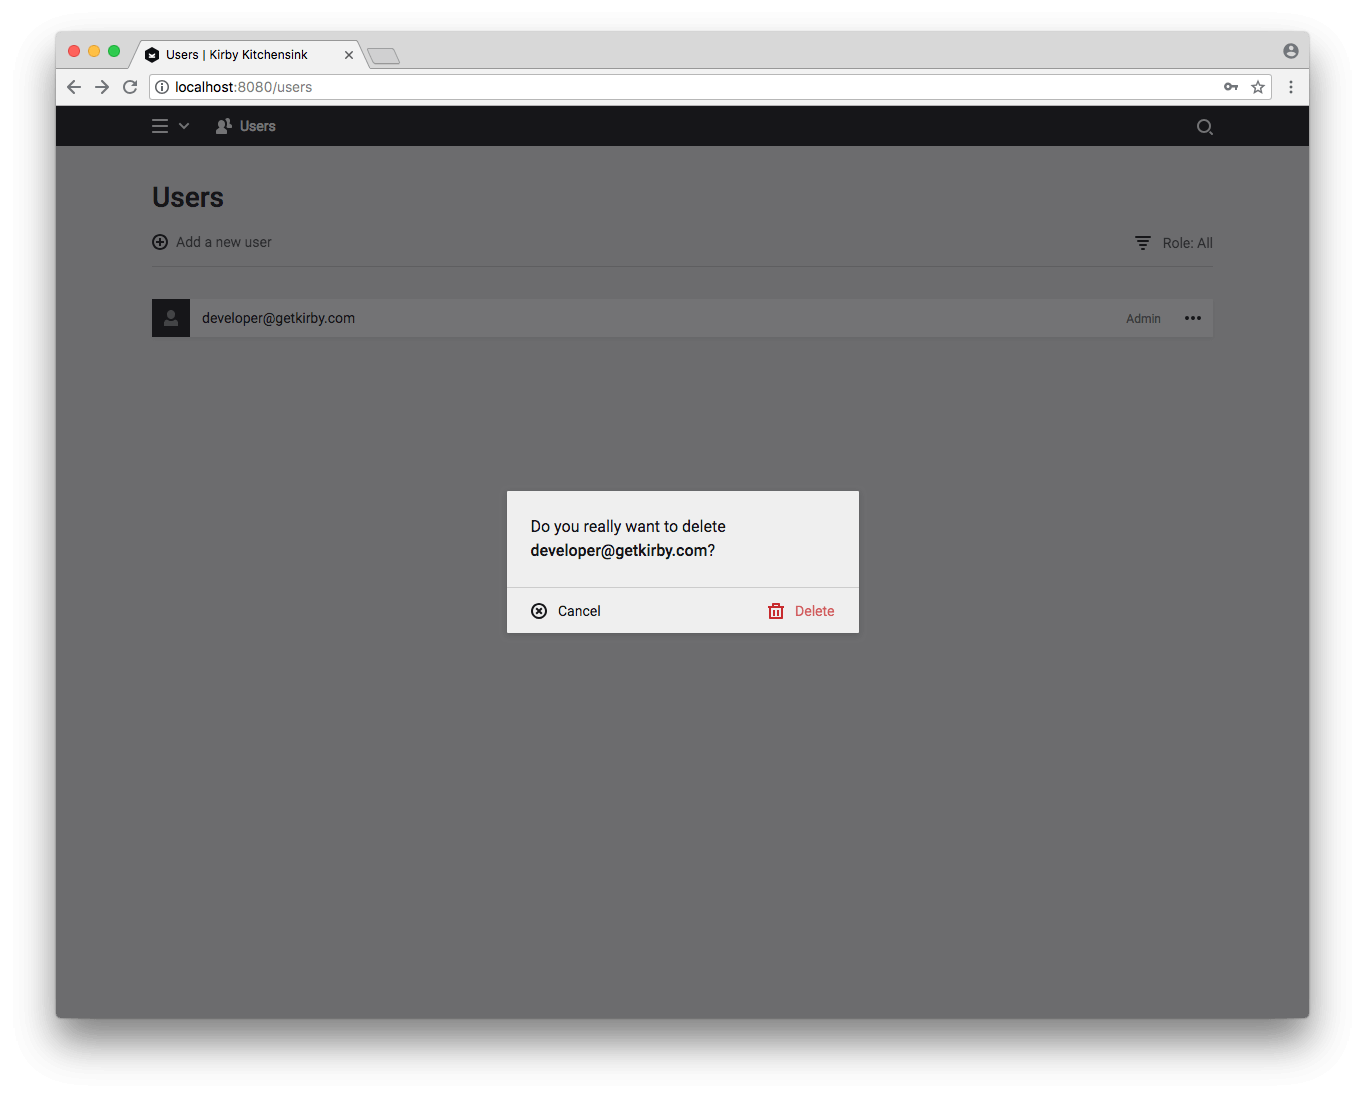 Users | Kirby Kitchensink
localhost:8080/users
Users
Users
Add a new user
Role: All
developer@getkirby.com
Admin
Do you really want to delete
developer@getkirby.com?
Cancel
Delete